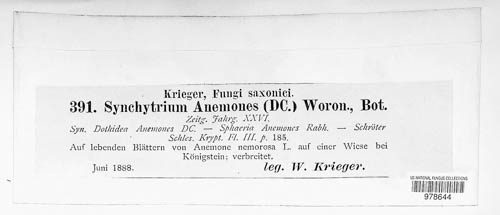 Krieger, Fungi saxonici.
391. Synchytrium Anemones (DC.) Woron., Bot.
Zeitg. Jahrg. XXVI.
Syn. Dothidea Anemones DC. — Sphaeria Anemones Rabh. — Schröter
Schles. Krypt. Fl. III. p. 185.
Auf lebenden Blättern von Anemone nemorosa L. auf einer Wiese bei
Königstein; verbreitet.
Juni 1888. leg. W. Krieger.
US NATIONAL FUNGUS COLLECTIONS
978644